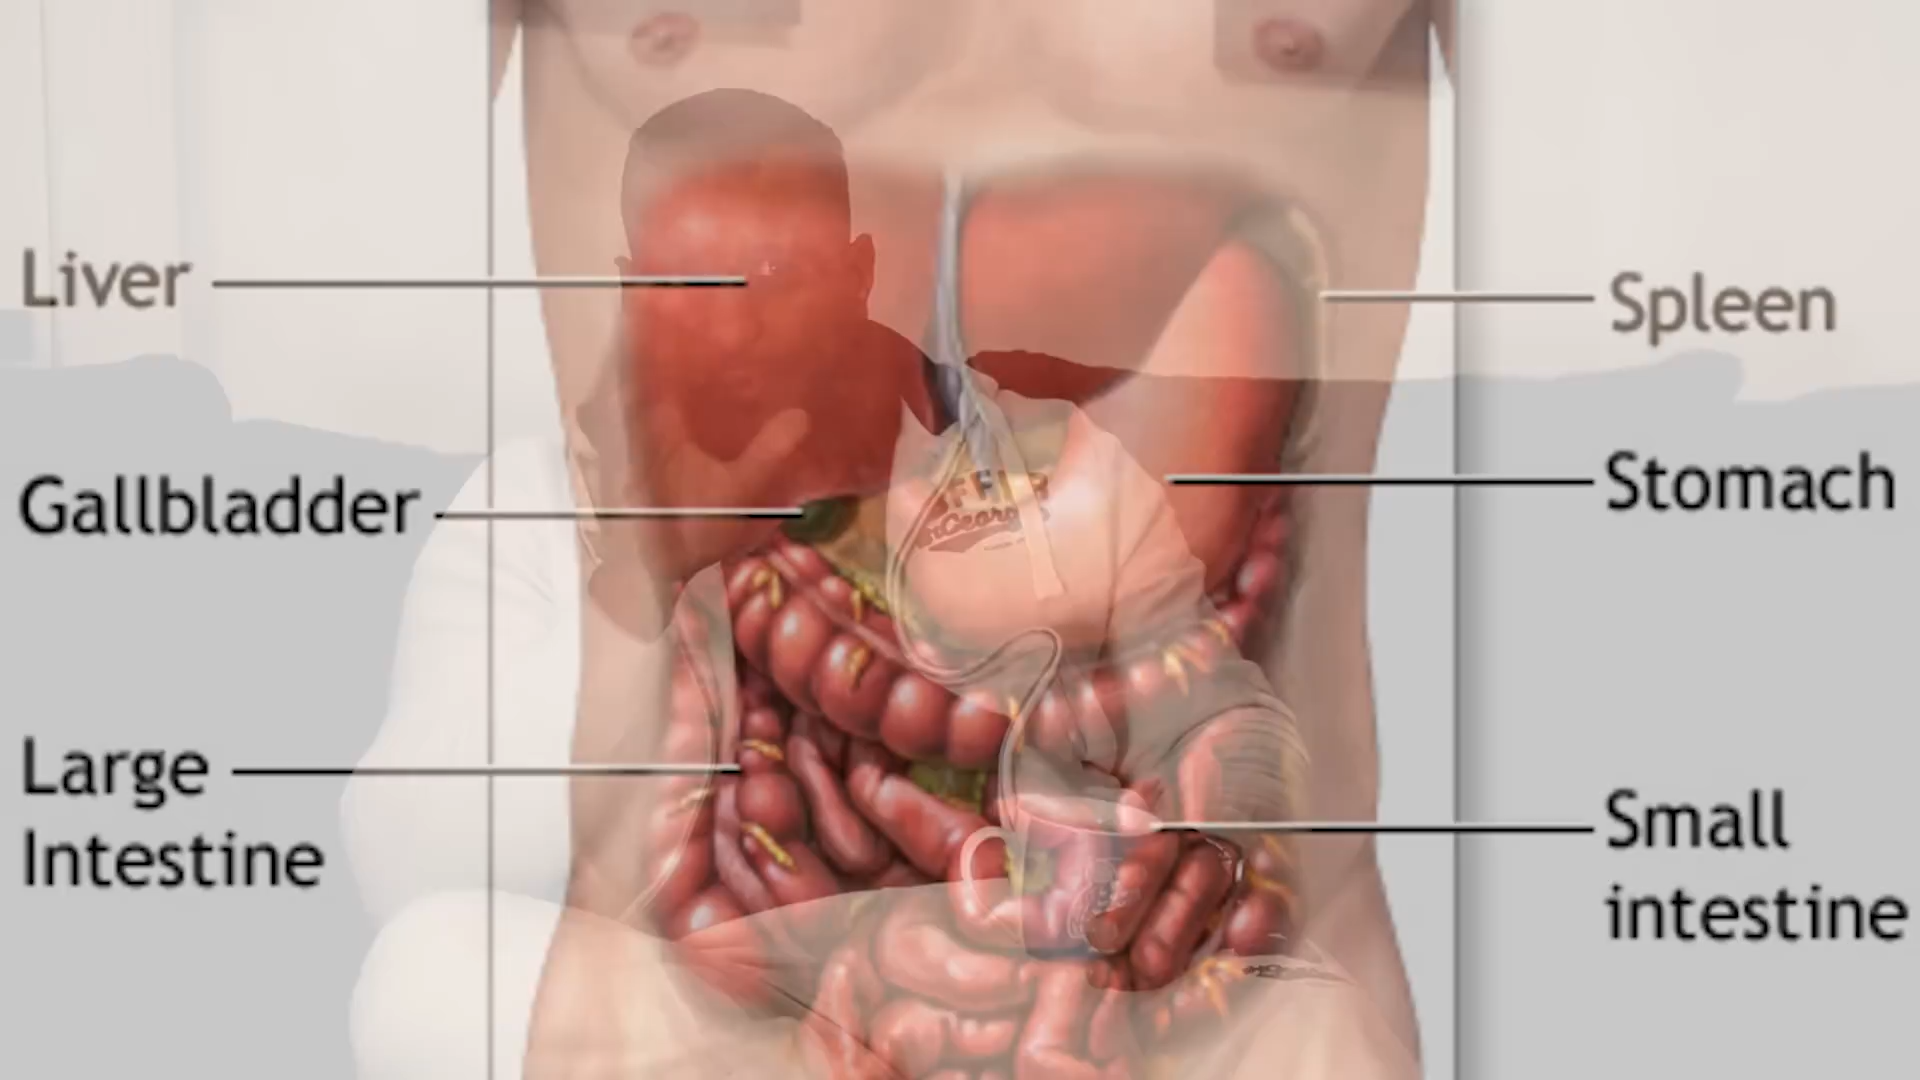 Liver
Spleen
Gallbladder
Stomach
Large
Intestine
Small
intestine